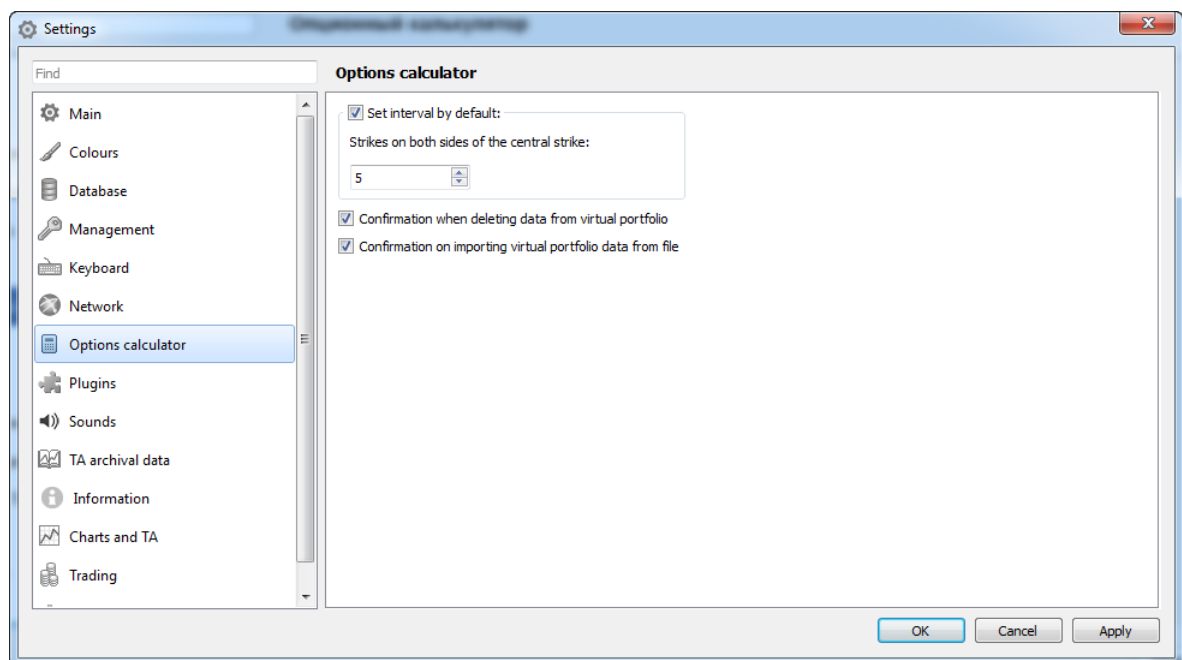 Опционный калькулятор
Settings
Find
Main
Colours
Database
Management
Keyboard
Network
Options calculator
Plugins
Sounds
TA archival data
Information
Charts and TA
Trading
Options calculator
Set interval by default:
Strikes on both sides of the central strike:
5
Confirmation when deleting data from virtual portfolio
Confirmation on importing virtual portfolio data from file
OK
Cancel
Apply